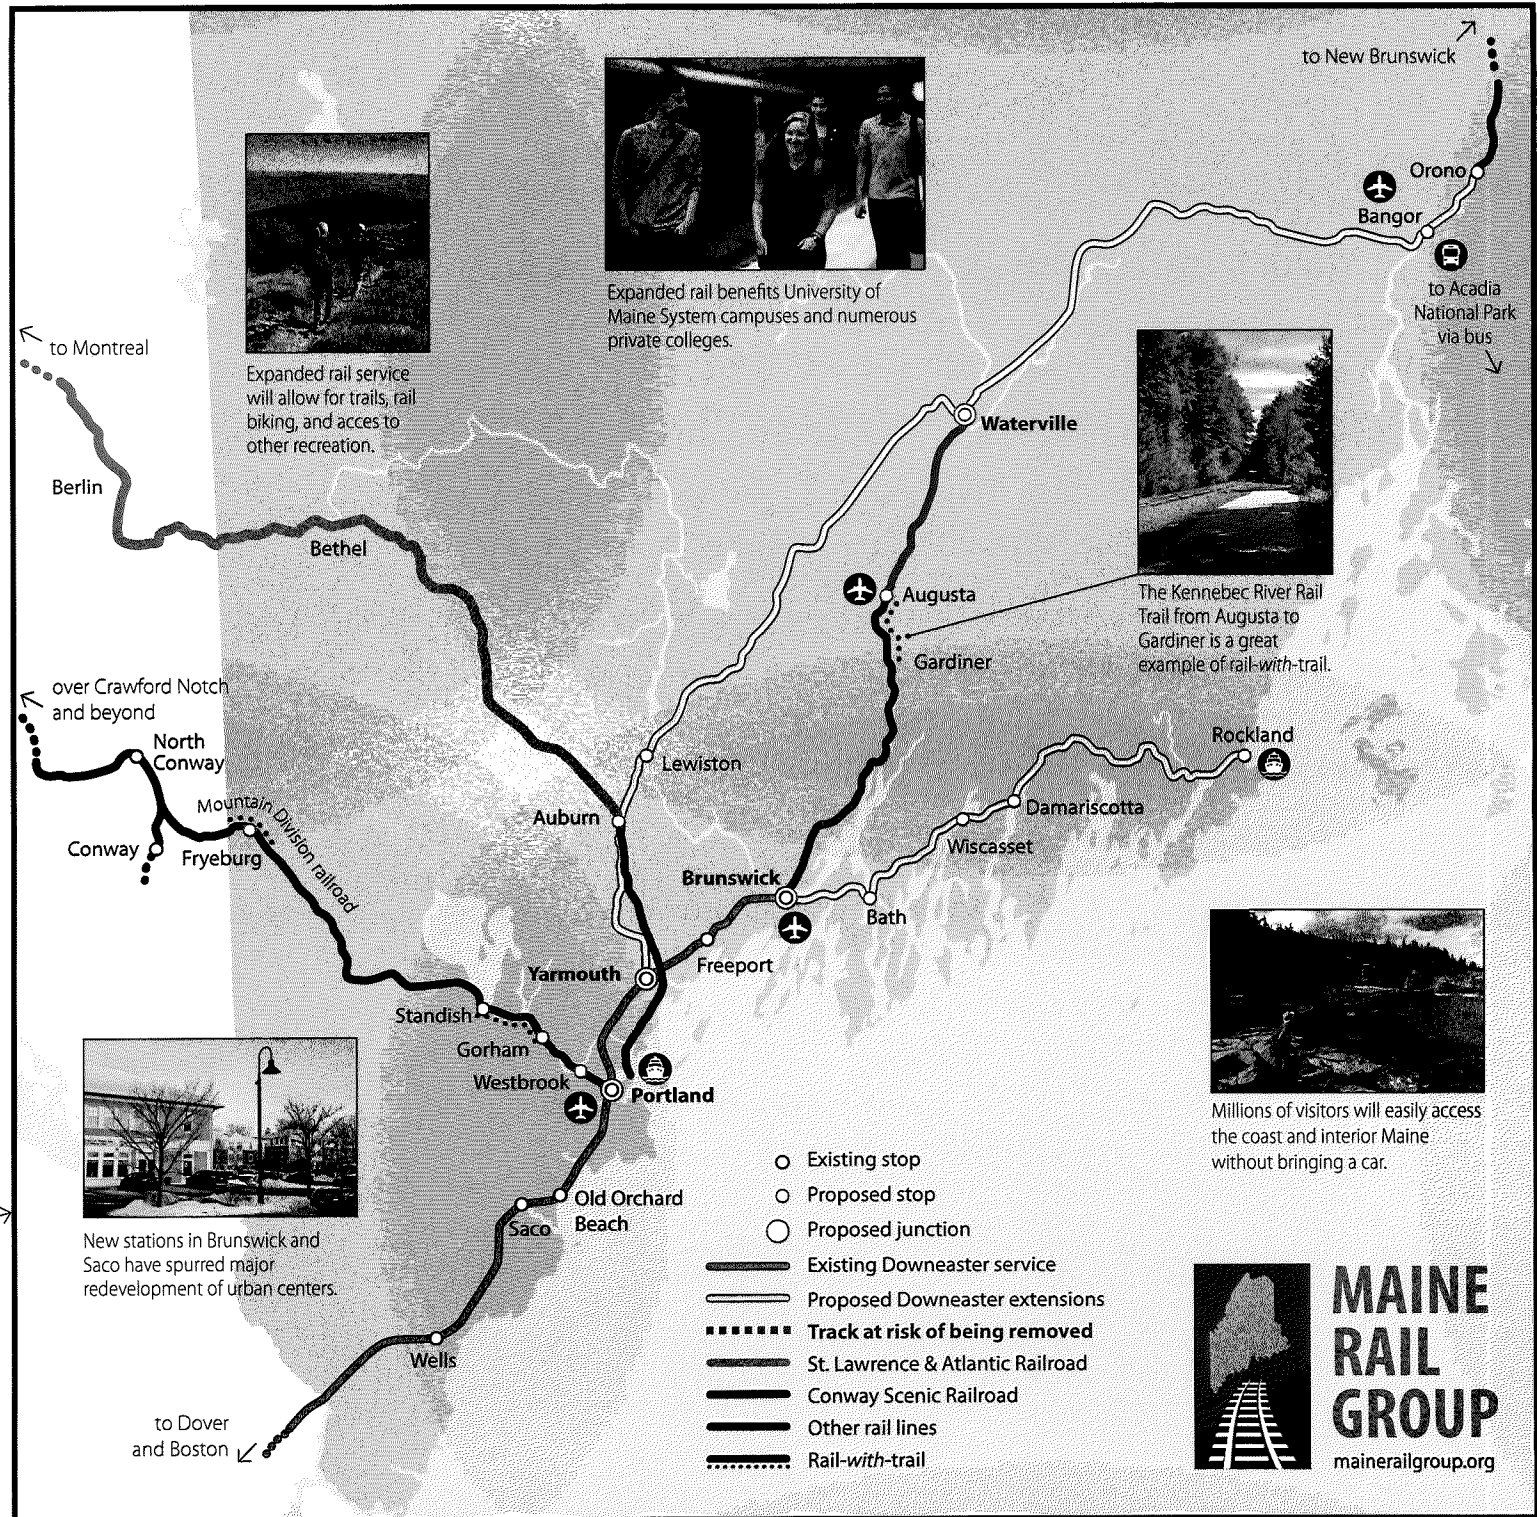 to New Brunswick
Orono
Bangor
to Acadia
National Park
via bus
Expanded rail benefits University of
Maine System campuses and numerous
private colleges.
to Montreal
Expanded rail service
will allow for trails, rail
biking, and acces to
other recreation.
Waterville
Berlin
Bethel
Augusta
Gardiner
The Kennebec River Rail
Trail from Augusta to
Gardiner is a great
example of rail-with-trail.
over Crawford Notch
and beyond
North
Conway
Mountain Division railroad
Conway
Fryeburg
Lewiston
Auburn
Rockland
Damariscotta
Wiscasset
Brunswick
Bath
Freeport
Yarmouth
Standish
Gorham
Westbrook
Portland
Millions of visitors will easily access
the coast and interior Maine
without bringing a car.
New stations in Brunswick and
Saco have spurred major
redevelopment of urban centers.
Old Orchard
Beach
Saco
Wells
to Dover
and Boston
Existing stop
Proposed stop
Proposed junction
Existing Downeaster service
Proposed Downeaster extensions
Track at risk of being removed
St. Lawrence & Atlantic Railroad
Conway Scenic Railroad
Other rail lines
Rail-with-trail
MAINE
RAIL
GROUP
mainerailgroup.org